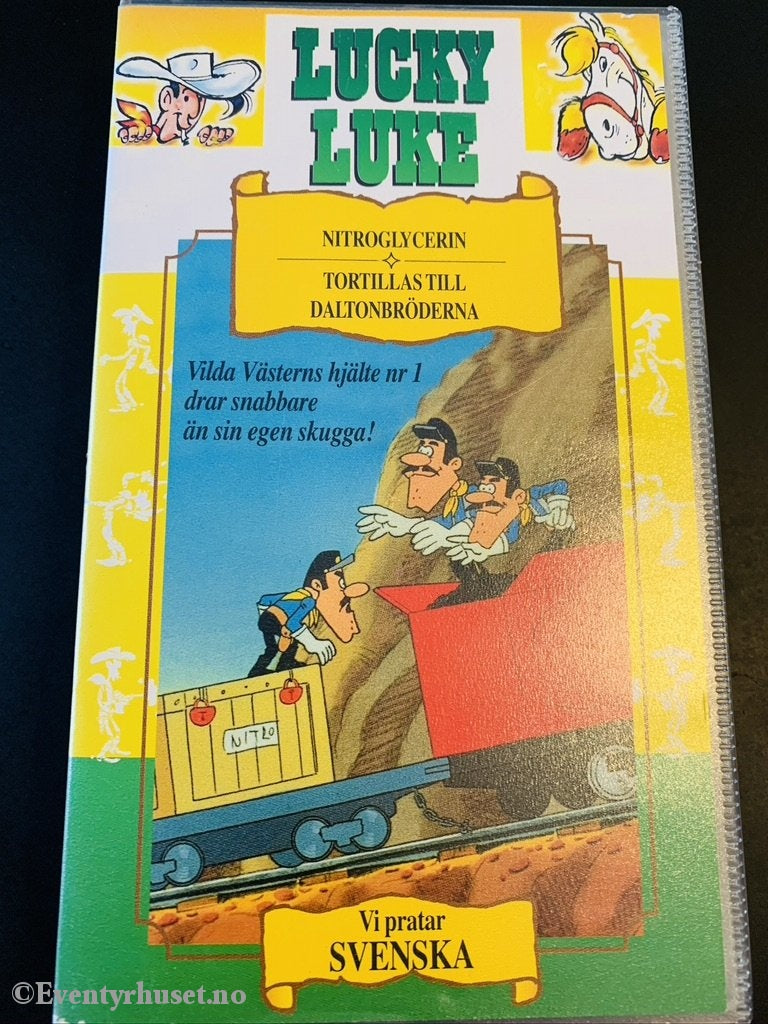 LUCKY
LUKE
NITROGLYCERIN
TORTILLAS TILL
DALTONBRÖDERNA
Vilda Västerns hjälte nr 1
drar snabbare
än sin egen skugga!
NITRO
Vi pratar
SVENSKA
©Eventyrhuset.no